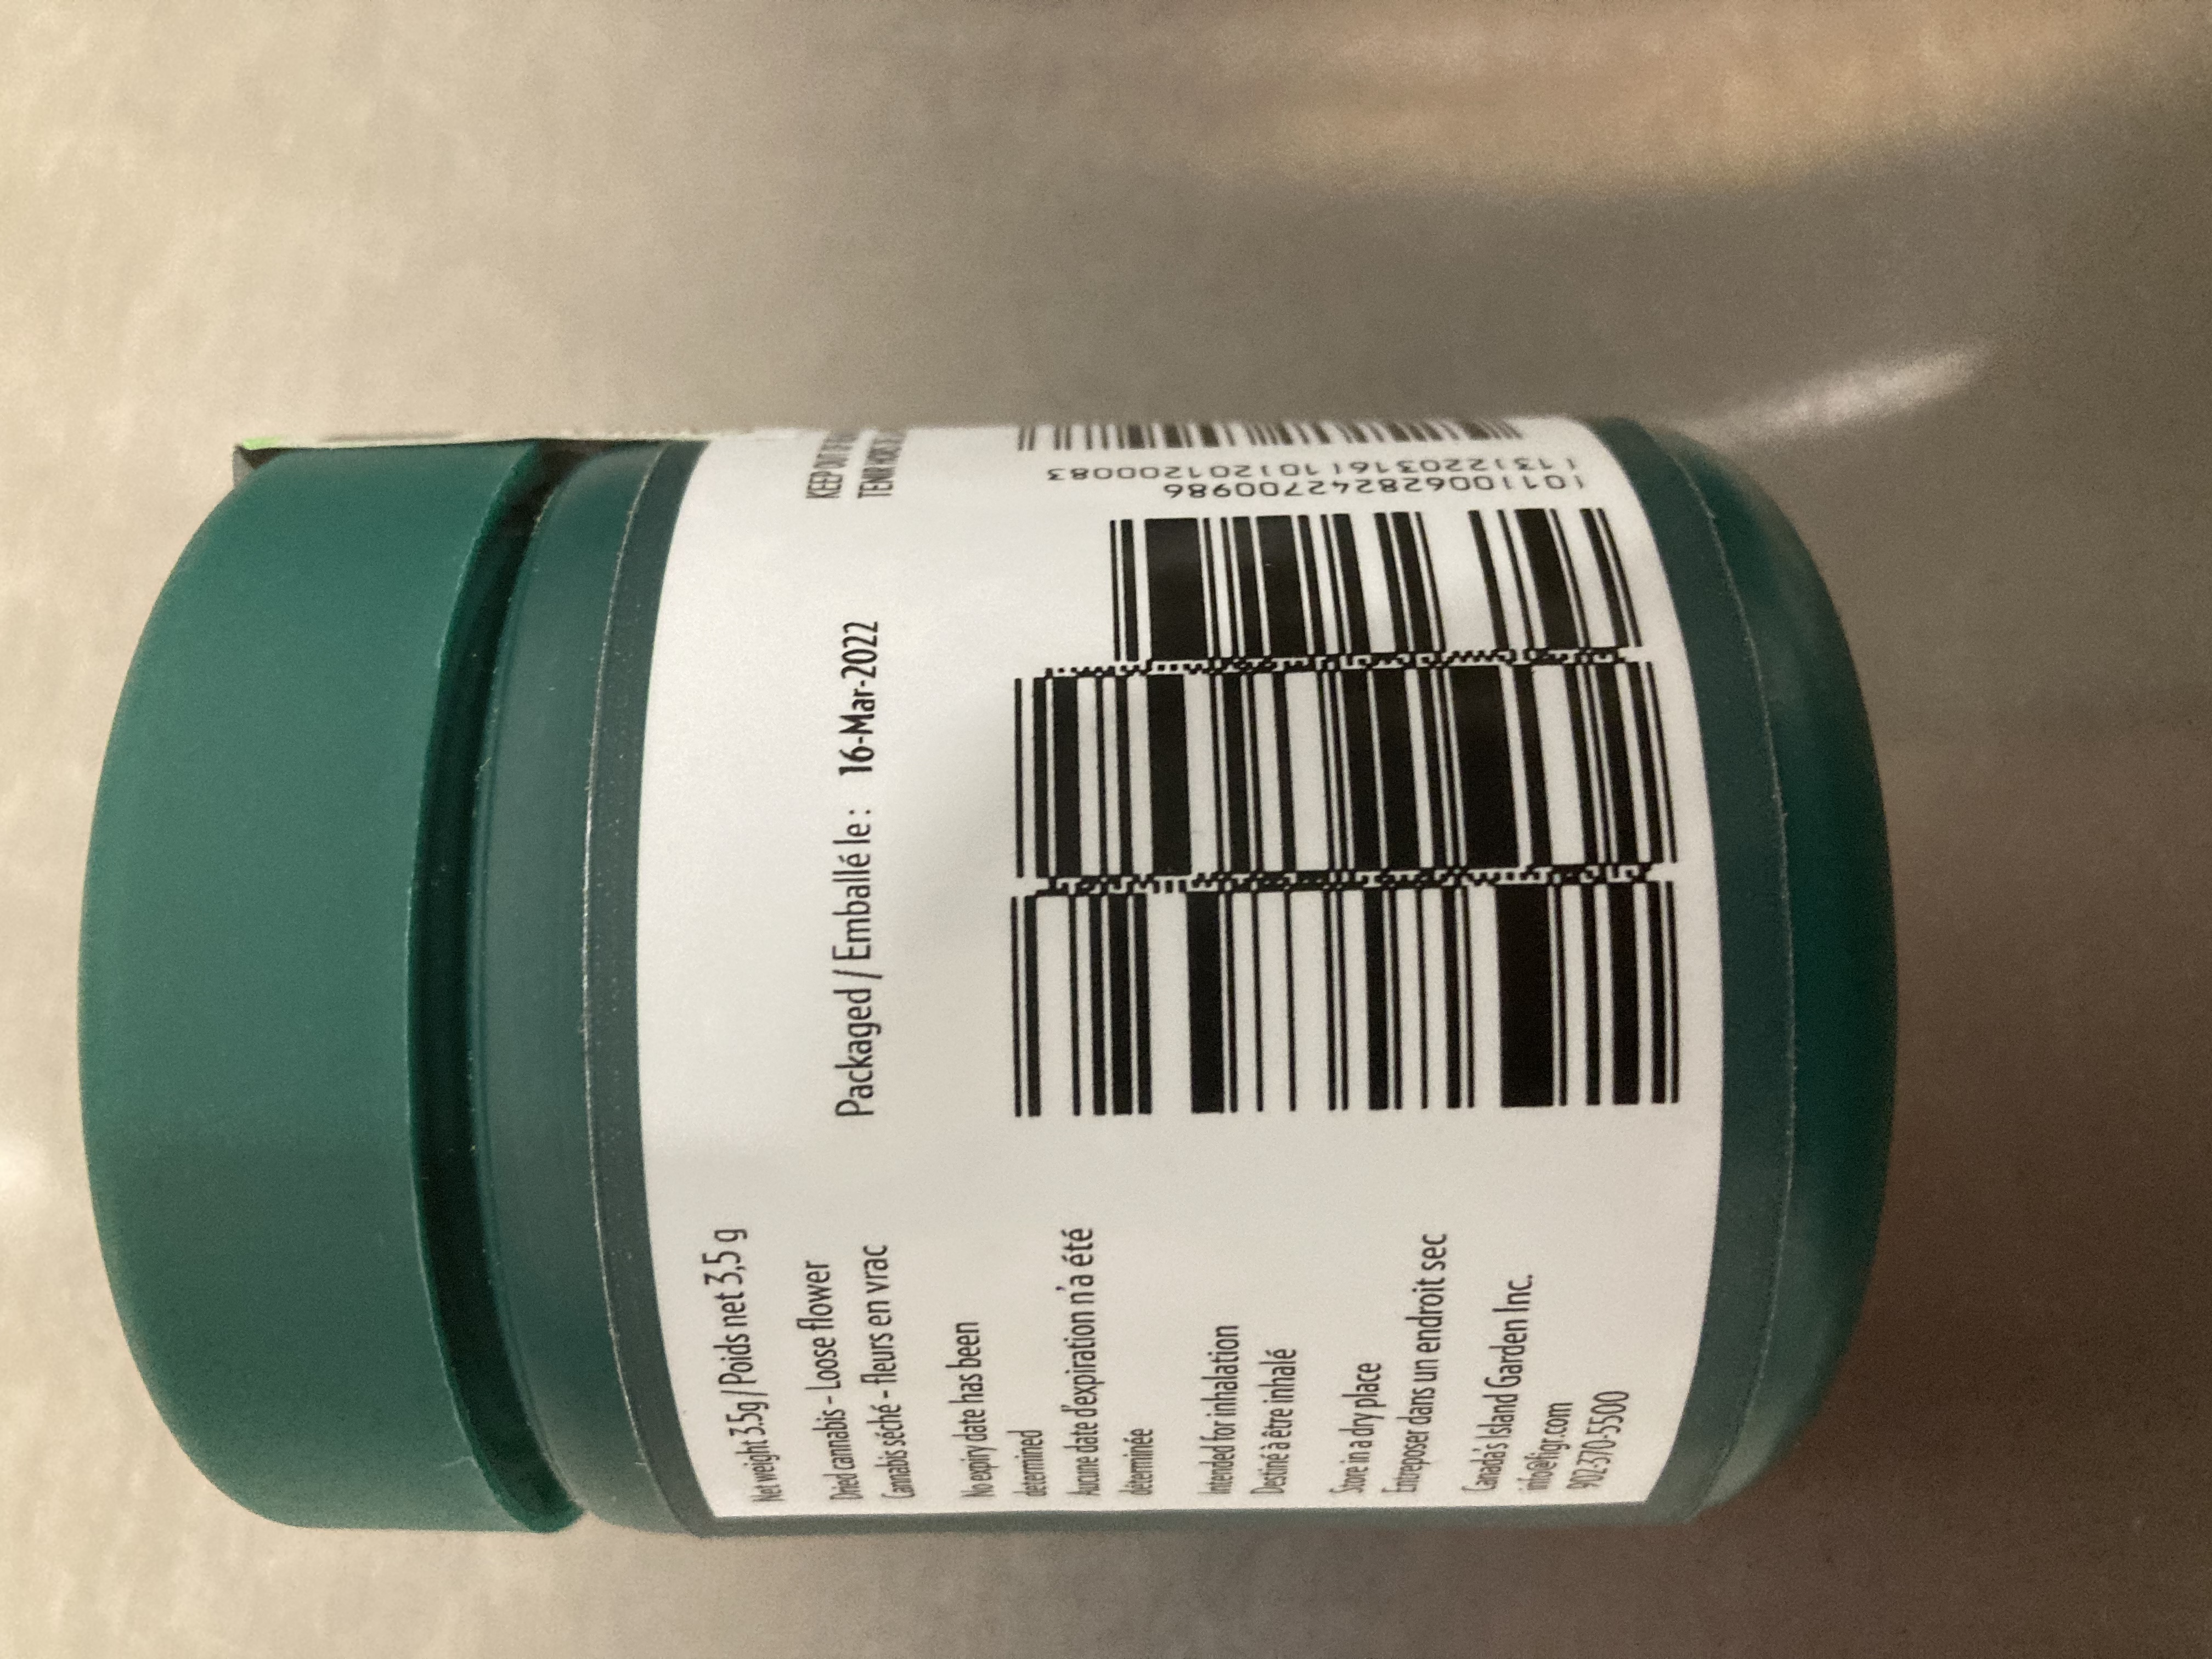 Net weight 3.5g / Poids net 3,5 g
Dried cannabis – Loose flower
Cannabis séché – fleurs en vrac
No expiry date has been
determined
Aucune date d'expiration n'a été
déterminée
Intended for inhalation
Destiné à être inhalé
Store in a dry place
Entreposer dans un endroit sec
Canada's Island Garden Inc.
info@figr.com
902-370-5500
Packaged / Emballé le : 16-Mar-2022
KEEP OUT OF
TENIR HORS DE
(01)100628242700986
(13)220316(10)20120083